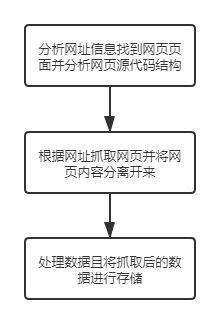 分析网址信息找到网页页
面并分析网页源代码结构
根据网址抓取网页并将网
页内容分离开来
处理数据且将抓取后的数
据进行存储